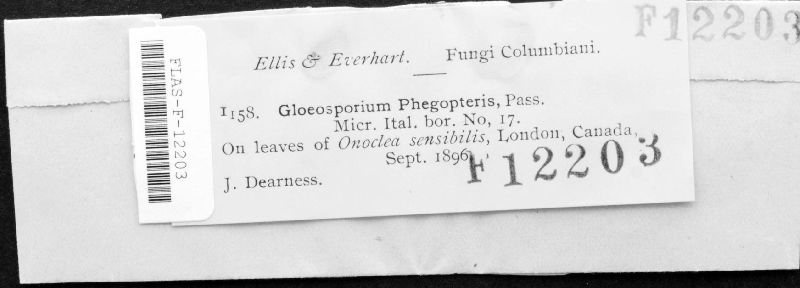 F12203
FLAS-F-12203
Ellis & Everhart. — Fungi Columbiani.
1158. Gloeosporium Phegopteris, Pass.
Micr. Ital. bor. No, 17.
On leaves of Onoclea sensibilis, London, Canada,
Sept. 1896.
F12203
J. Dearness.